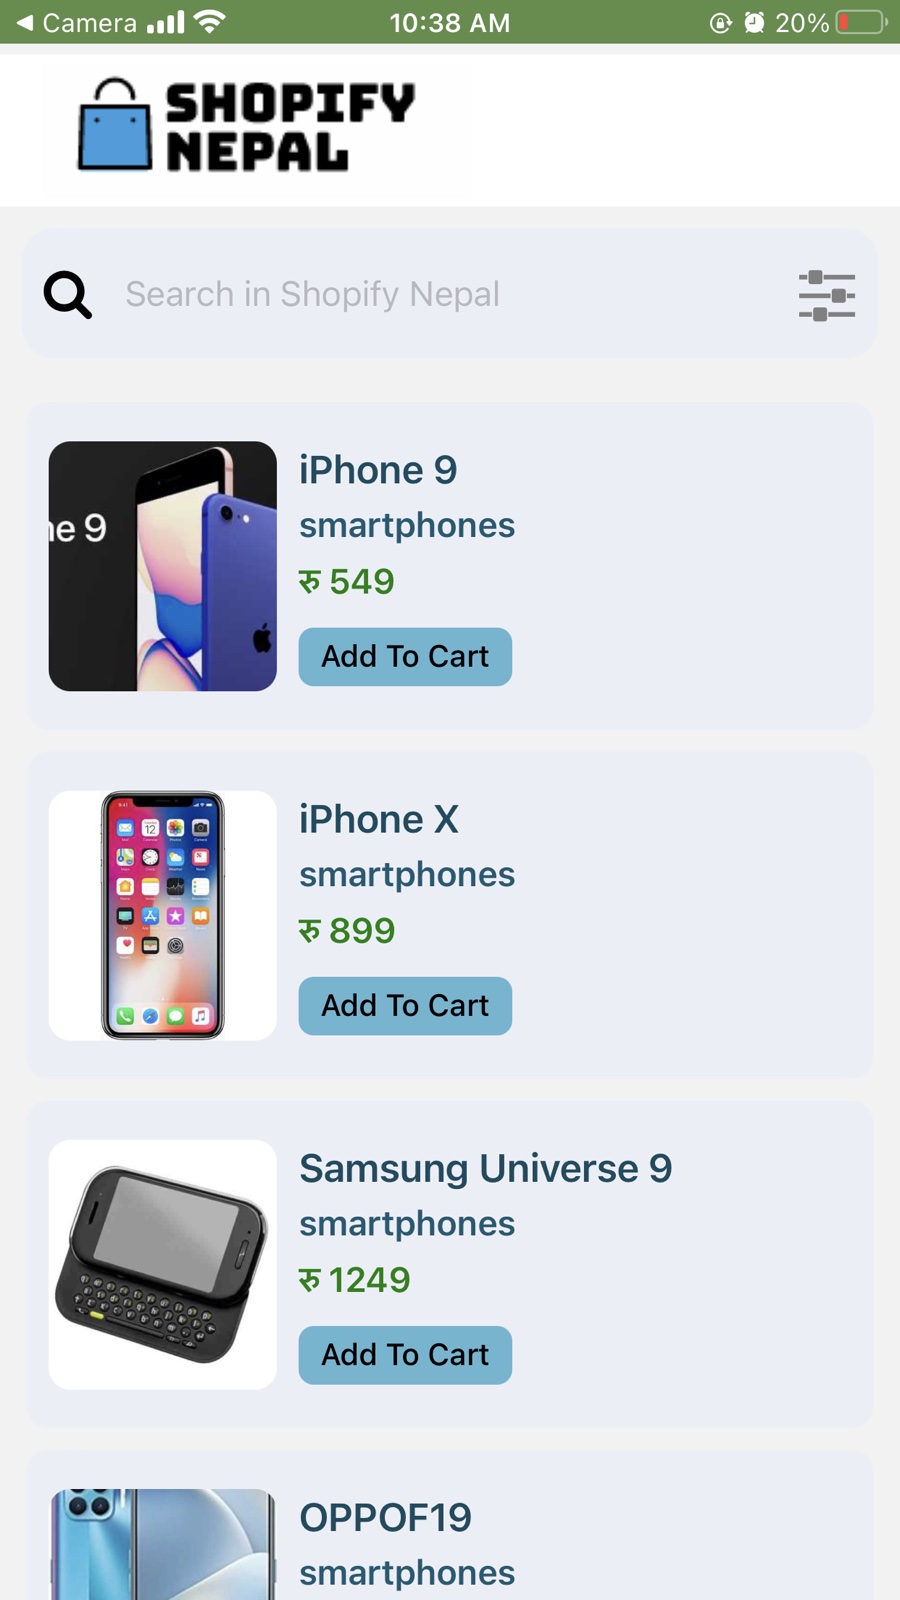 Camera 10:38 AM 20%
SHOPIFY
NEPAL
Search in Shopify Nepal
ne 9
iPhone 9
smartphones
रु 549
Add To Cart
iPhone X
smartphones
रु 899
Add To Cart
Samsung Universe 9
smartphones
रु 1249
Add To Cart
OPPOF19
smartphones